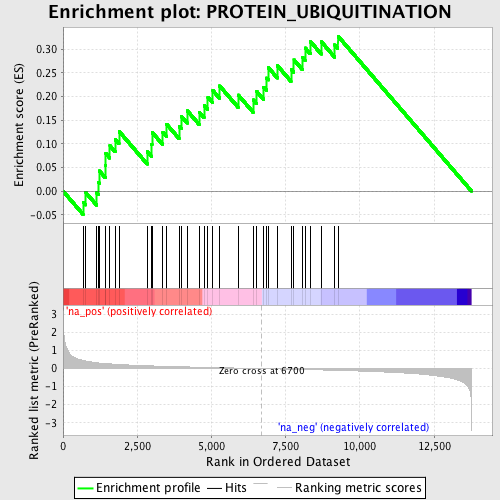 Enrichment plot: PROTEIN_UBIQUITINATION
Enrichment score (ES)
0.30
0.25
0.20
0.15
0.10
0.05
0.00
-0.05
'na_pos' (positively correlated)
Ranked list metric (PreRanked)
3
2
1
0
-1
-2
-3
Zero cross at 6700
'na_neg' (negatively correlated)
0 2,500 5,000 7,500 10,000 12,500
Rank in Ordered Dataset
Enrichment profile Hits Ranking metric scores